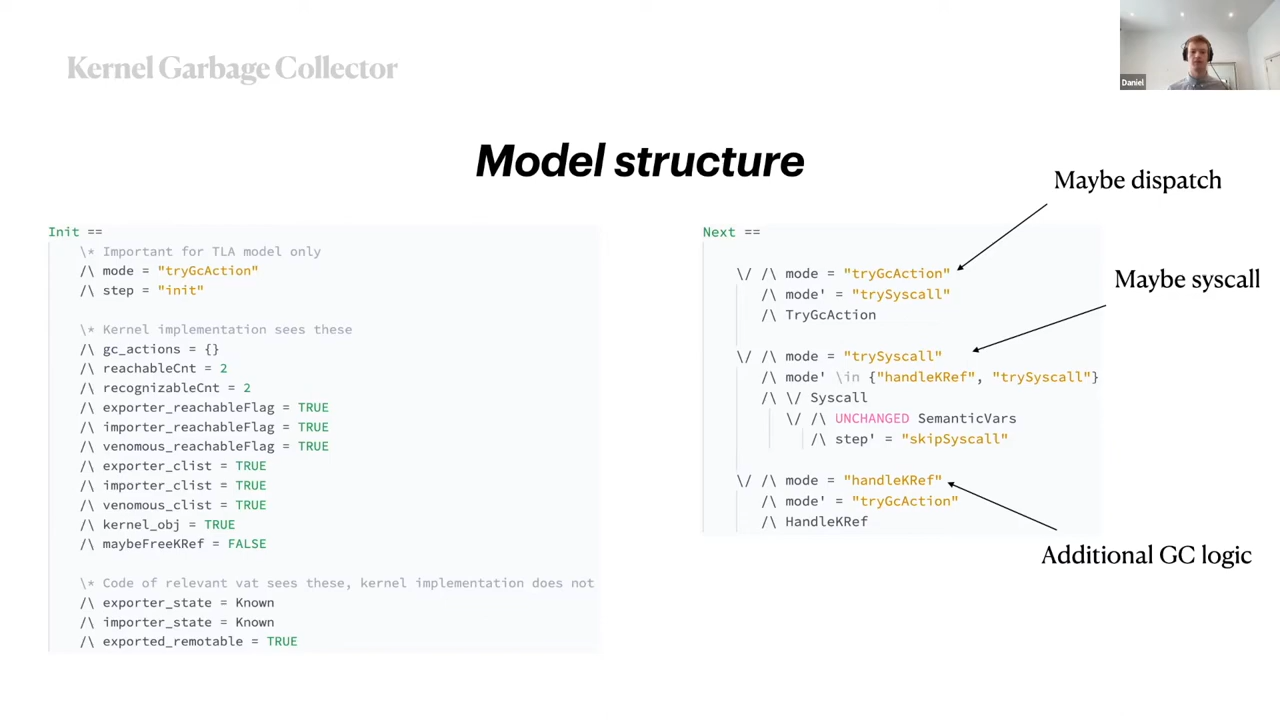 Kernel Garbage Collector
Daniel
Model structure
Init ==
\* Important for TLA model only
/\ mode = "tryGcAction"
/\ step = "init"
\* Kernel implementation sees these
/\ gc_actions = {}
/\ reachableCnt = 2
/\ recognizableCnt = 2
/\ exporter_reachableFlag = TRUE
/\ importer_reachableFlag = TRUE
/\ venomous_reachableFlag = TRUE
/\ exporter_clist = TRUE
/\ importer_clist = TRUE
/\ venomous_clist = TRUE
/\ kernel_obj = TRUE
/\ maybeFreeKRef = FALSE
\* Code of relevant vat sees these, kernel implementation does not
/\ exporter_state = Known
/\ importer_state = Known
/\ exported_remotable = TRUE
Next ==
\/ /\ mode = "tryGcAction"
/\ mode' = "trySyscall"
/\ TryGcAction
\/ /\ mode = "trySyscall"
/\ mode' \in {"handleKRef", "trySyscall"}
/\ \/ Syscall
\/ /\ UNCHANGED SemanticVars
/\ step' = "skipSyscall"
\/ /\ mode = "handleKRef"
/\ mode' = "tryGcAction"
/\ HandleKRef
Maybe dispatch
Maybe syscall
Additional GC logic